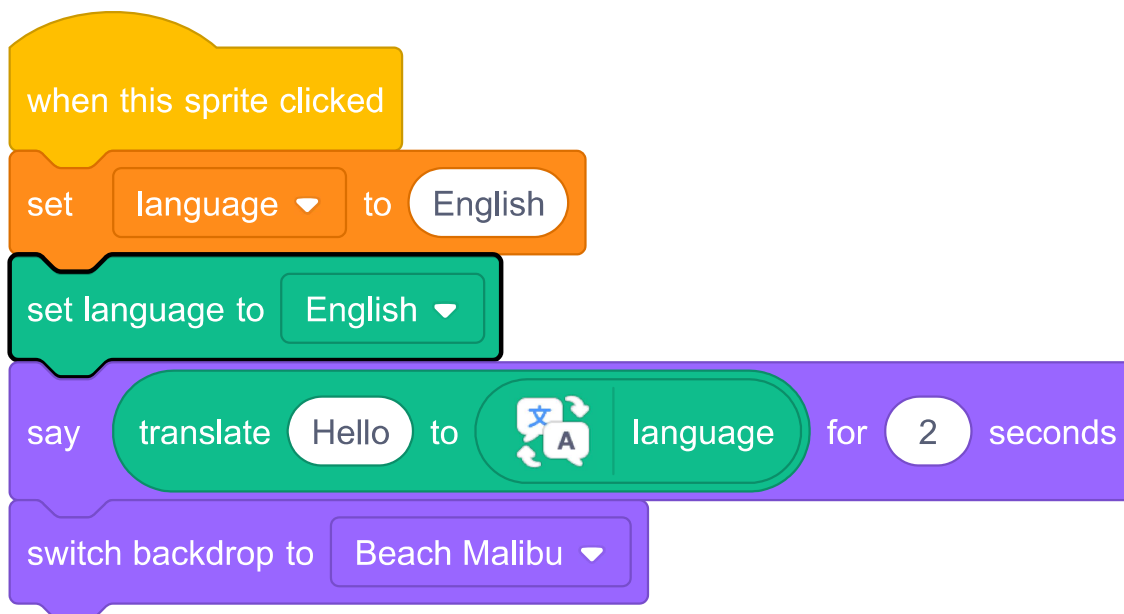 when this sprite clicked
set language to English
set language to English
say translate Hello to 文 A language for 2 seconds
switch backdrop to Beach Malibu